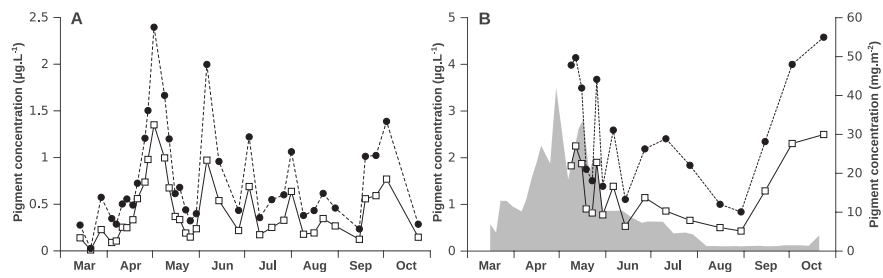 A
B
Pigment concentration (µg.L⁻¹)
2.5
2
1.5
1
0.5
0
Mar Apr May Jun Jul Aug Sep Oct
Pigment concentration (µg.L⁻¹)
5
4
3
2
1
0
Mar Apr May Jun Jul Aug Sep Oct
60
50
40
30
20
10
0
Pigment concentration (mg.m⁻²)